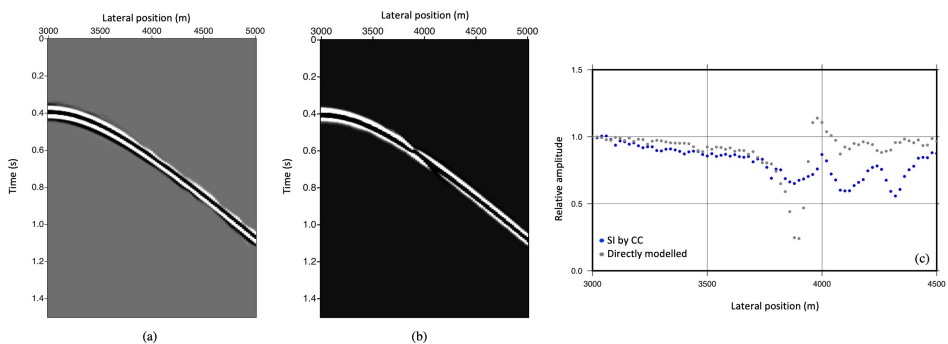 Lateral position (m)
3000 3500 4000 4500 5000
0
0.2
0.4
0.6
0.8
1.0
1.2
1.4
Time (s)
(a)
Lateral position (m)
3000 3500 4000 4500 5000
0
0.2
0.4
0.6
0.8
1.0
1.2
1.4
Time (s)
(b)
1.5
1.0
0.5
0.0
Relative amplitude
SI by CC
Directly modelled
(c)
3000 3500 4000 4500
Lateral position (m)